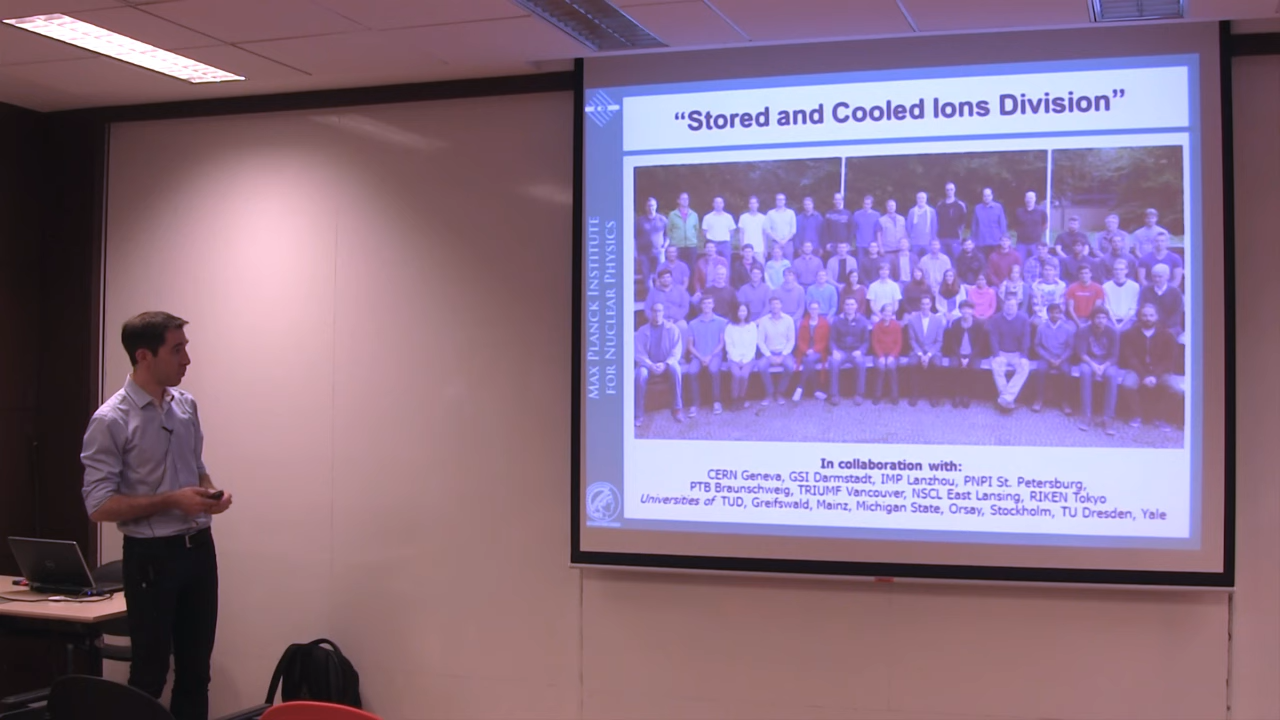 “Stored and Cooled Ions Division”
MAX PLANCK INSTITUTE
FOR NUCLEAR PHYSICS
In collaboration with:
CERN Geneva, GSI Darmstadt, IMP Lanzhou, PNPI St. Petersburg,
PTB Braunschweig, TRIUMF Vancouver, NSCL East Lansing, RIKEN Tokyo
Universities of TUD, Greifswald, Mainz, Michigan State, Orsay, Stockholm, TU Dresden, Yale